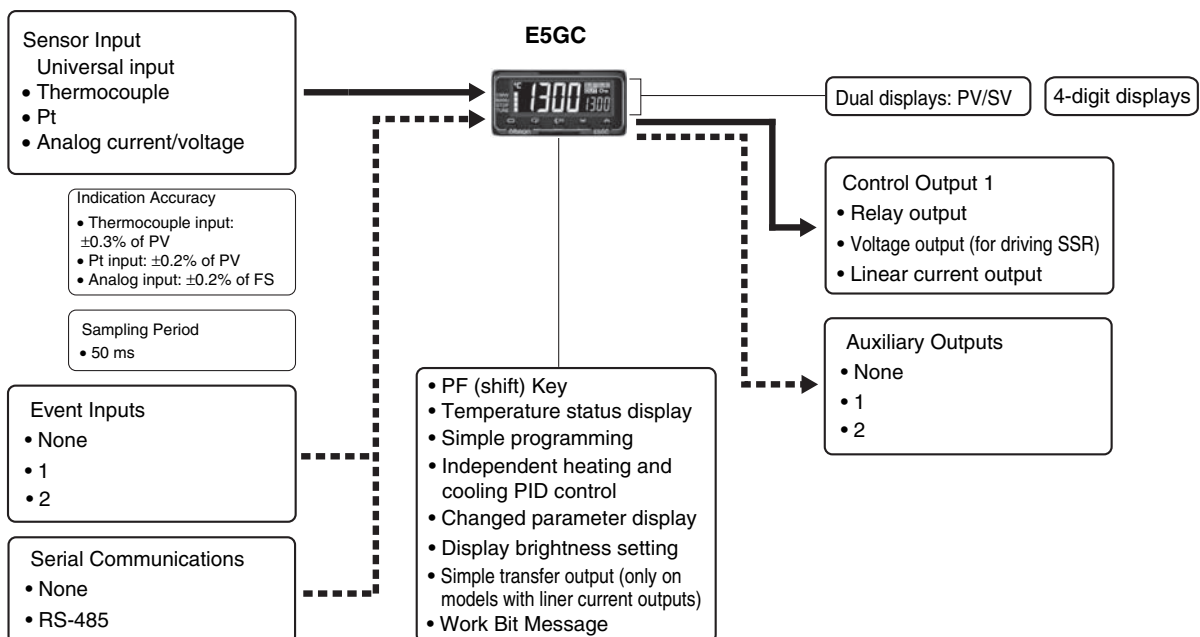 E5GC
Sensor Input
Universal input
• Thermocouple
• Pt
• Analog current/voltage
Indication Accuracy
• Thermocouple input:
±0.3% of PV
• Pt input: ±0.2% of PV
• Analog input: ±0.2% of FS
Sampling Period
• 50 ms
Event Inputs
• None
• 1
• 2
Serial Communications
• None
• RS-485
°C
1300
1300
OMRON
E5GC
• PF (shift) Key
• Temperature status display
• Simple programming
• Independent heating and
cooling PID control
• Changed parameter display
• Display brightness setting
• Simple transfer output (only on
models with liner current outputs)
• Work Bit Message
Dual displays: PV/SV
4-digit displays
Control Output 1
• Relay output
• Voltage output (for driving SSR)
• Linear current output
Auxiliary Outputs
• None
• 1
• 2